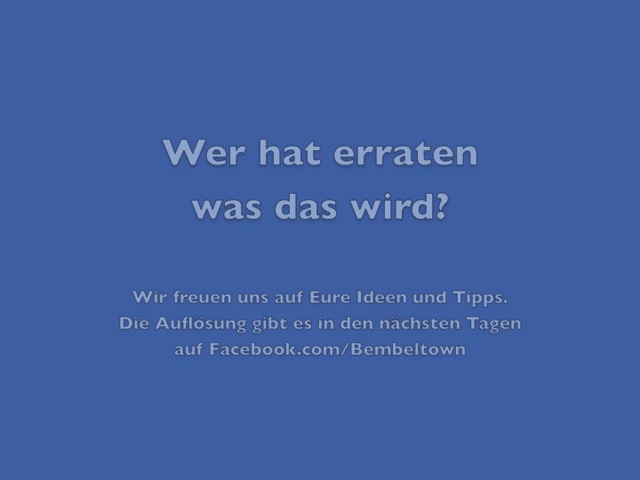 Wer hat erraten
was das wird?
Wir freuen uns auf Eure Ideen und Tipps.
Die Auflösung gibt es in den nächsten Tagen
auf Facebook.com/Bembeltown